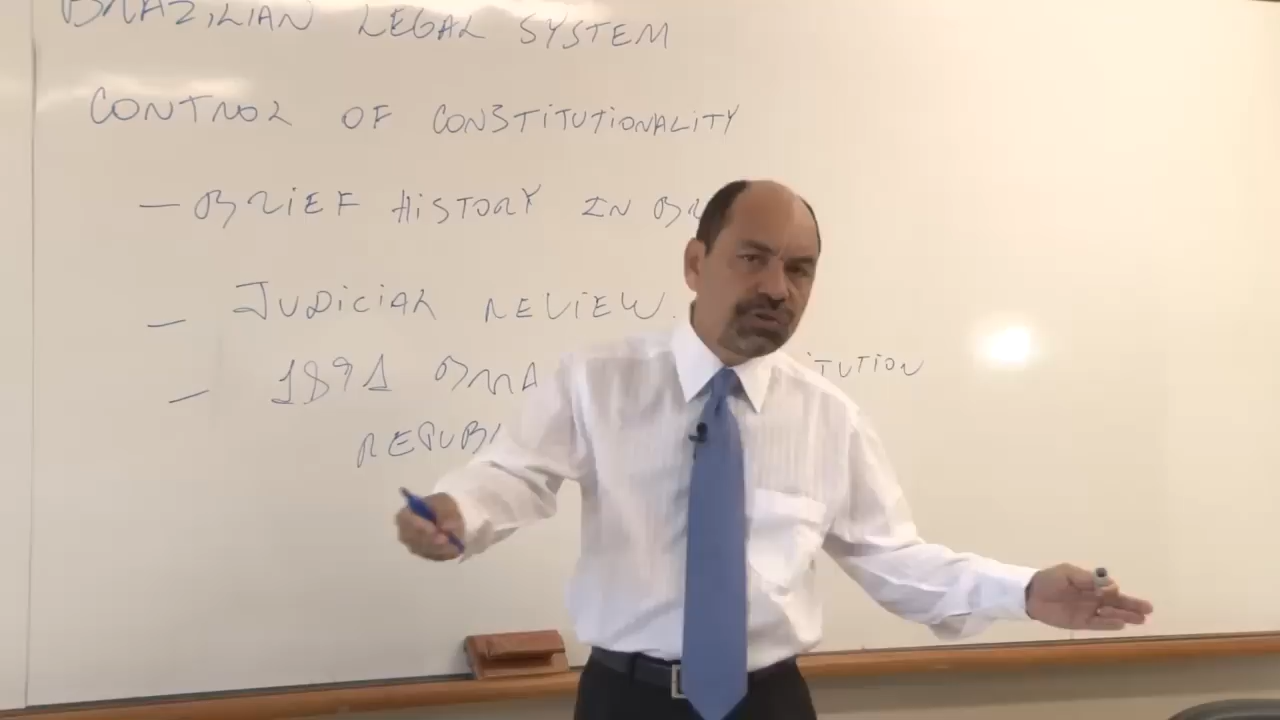 BRAZILIAN LEGAL SYSTEM
CONTROL OF CONSTITUTIONALITY
— BRIEF HISTORY IN
— JUDICIAL REVIEW.
— 1891